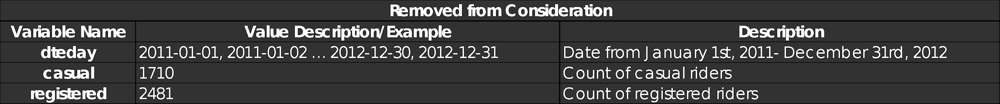 Removed from Consideration
Variable Name Value Description/Example Description
dteday 2011-01-01, 2011-01-02 ... 2012-12-30, 2012-12-31 Date from January 1st, 2011- December 31rd, 2012
casual 1710 Count of casual riders
registered 2481 Count of registered riders